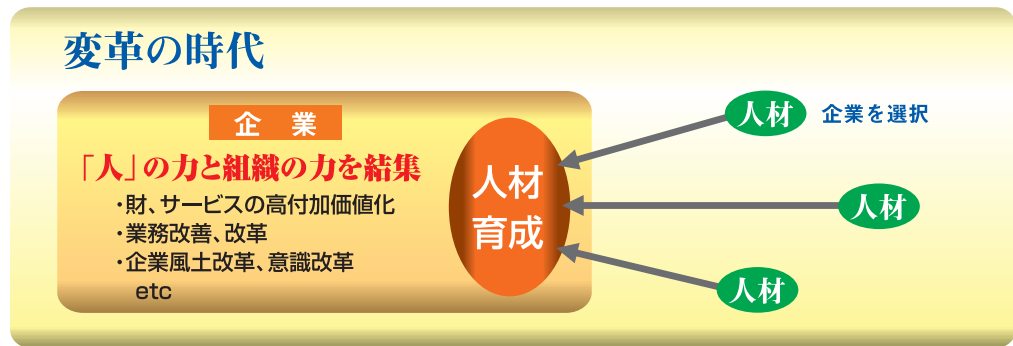 変革の時代
企業
「人」の力と組織の力を結集
・財、サービスの高付加価値化
・業務改善、改革
・企業風土改革、意識改革
etc
人材
育成
人材
企業を選択
人材
人材